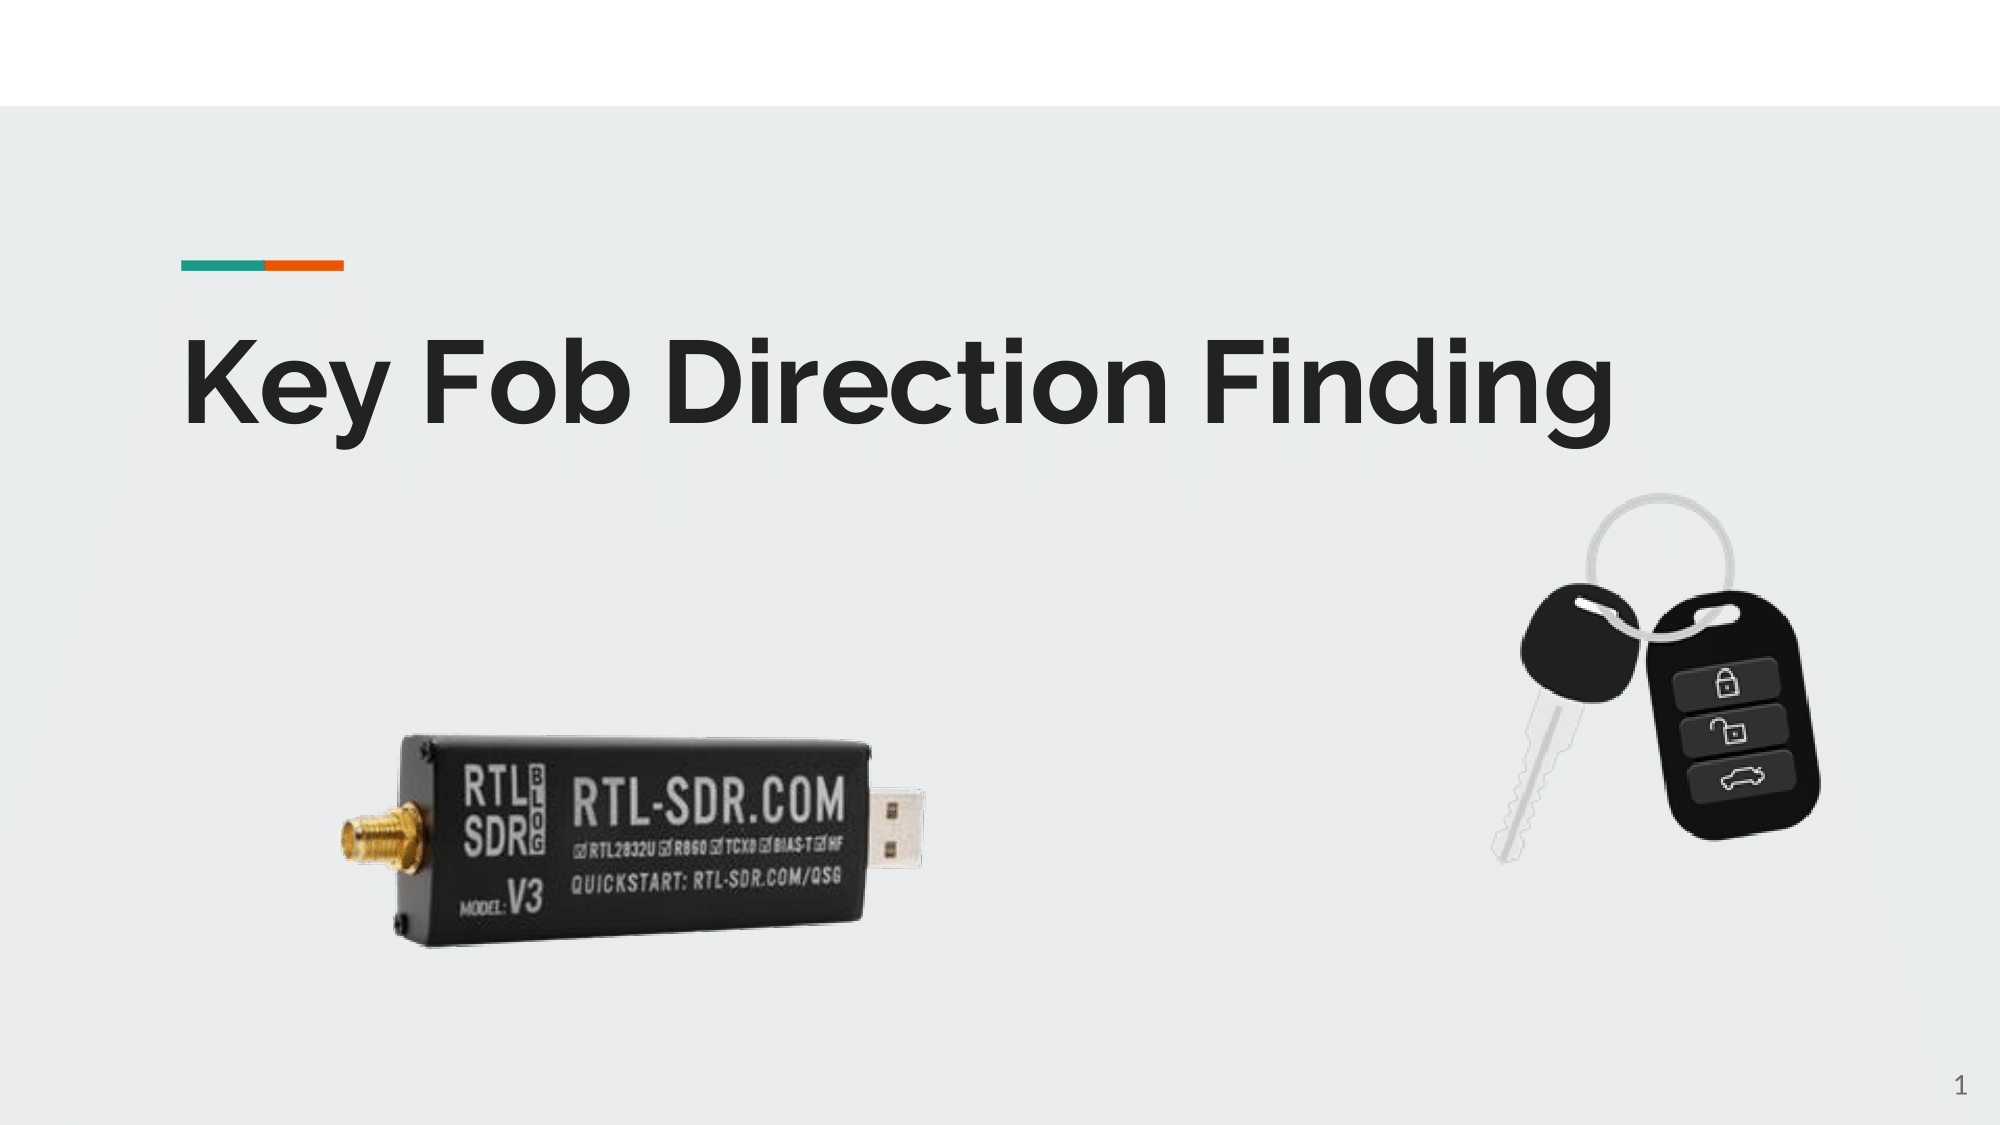 Key Fob Direction Finding
RTL
SDR
BLOG
MODEL: V3
RTL-SDR.COM
☑RTL2832U ☑R860 ☑TCXO ☑BIAS-T ☑HF
QUICKSTART: RTL-SDR.COM/QSG
1